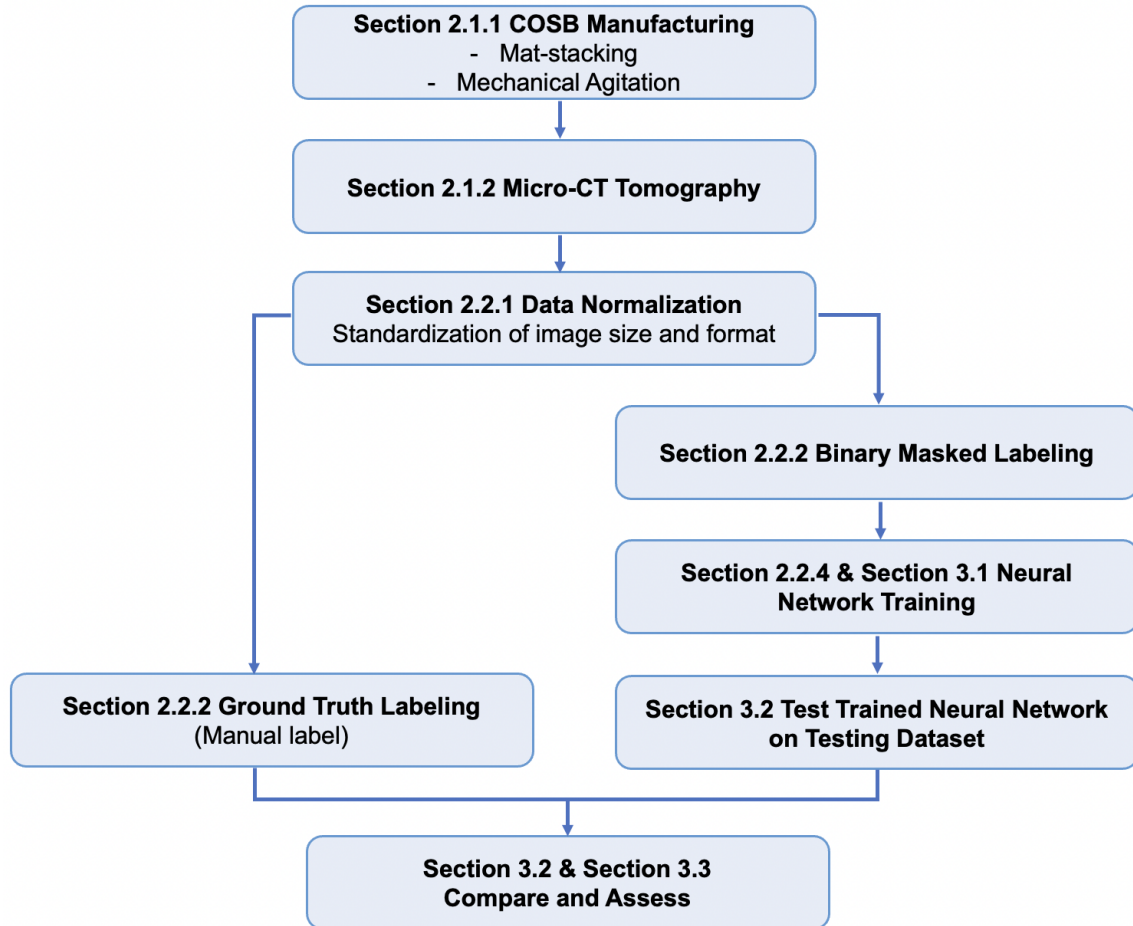 Section 2.1.1 COSB Manufacturing
- Mat-stacking
- Mechanical Agitation
Section 2.1.2 Micro-CT Tomography
Section 2.2.1 Data Normalization
Standardization of image size and format
Section 2.2.2 Binary Masked Labeling
Section 2.2.4 & Section 3.1 Neural
Network Training
Section 2.2.2 Ground Truth Labeling
(Manual label)
Section 3.2 Test Trained Neural Network
on Testing Dataset
Section 3.2 & Section 3.3
Compare and Assess